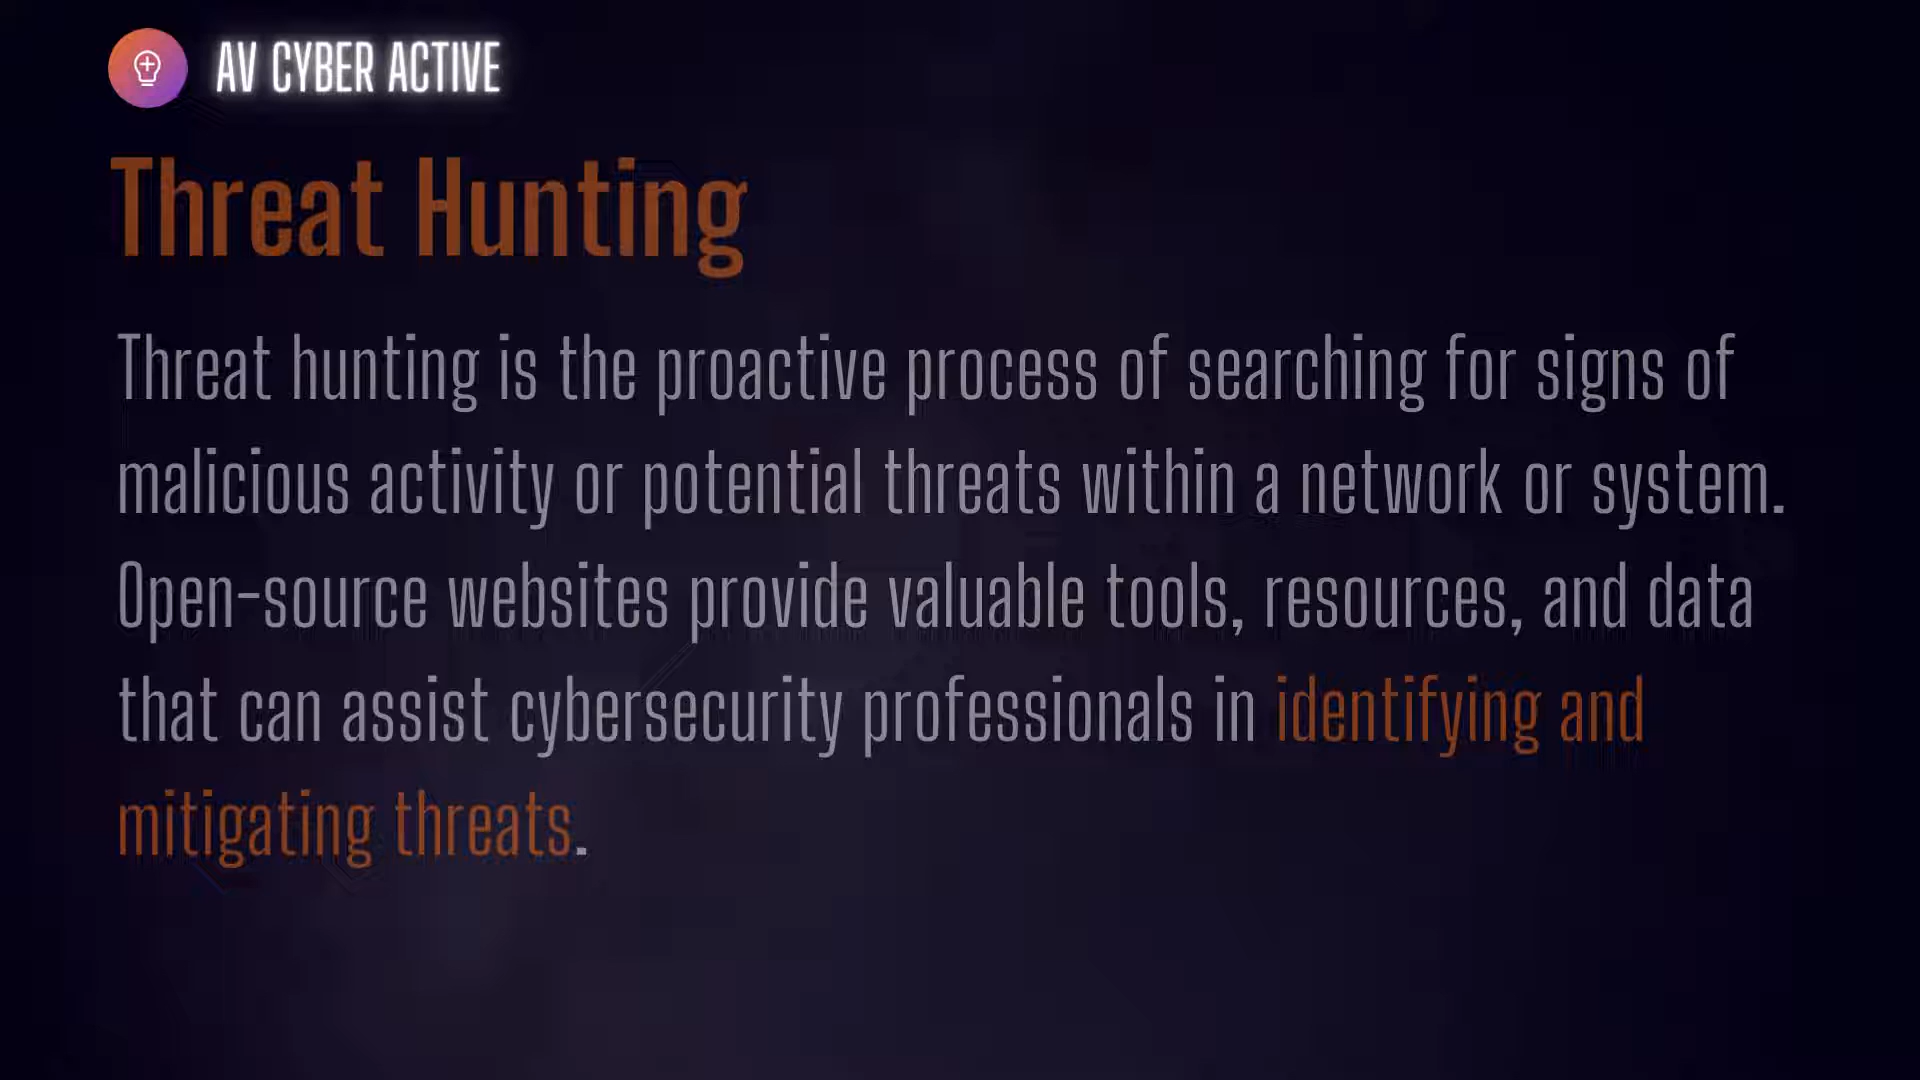 AV CYBER ACTIVE
Threat Hunting
Threat hunting is the proactive process of searching for signs of
malicious activity or potential threats within a network or system.
Open-source websites provide valuable tools, resources, and data
that can assist cybersecurity professionals in identifying and
mitigating threats.